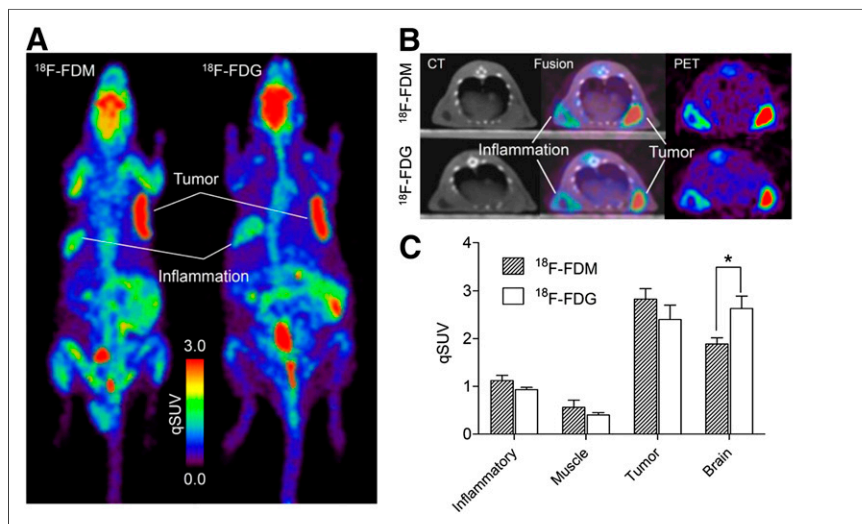 A
¹⁸F-FDM
¹⁸F-FDG
Tumor
Inflammation
3.0
qSUV
0.0
B
CT
Fusion
PET
¹⁸F-FDM
Inflammation
Tumor
¹⁸F-FDG
C
4
3
2
1
0
qSUV
¹⁸F-FDM
¹⁸F-FDG
*
Inflammatory
Muscle
Tumor
Brain